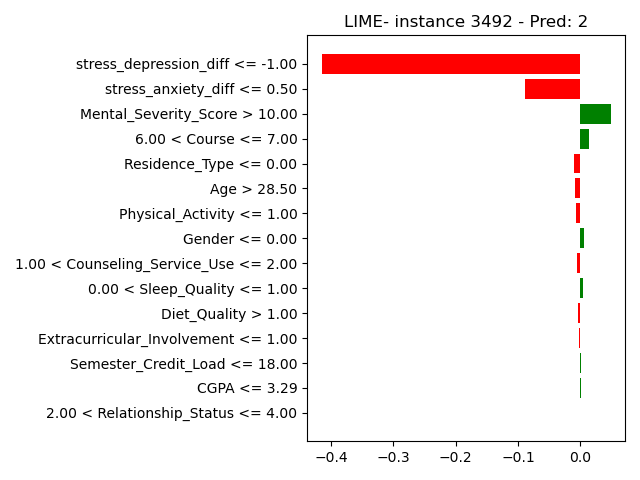 LIME- instance 3492 - Pred: 2
stress_depression_diff <= -1.00
stress_anxiety_diff <= 0.50
Mental_Severity_Score > 10.00
6.00 < Course <= 7.00
Residence_Type <= 0.00
Age > 28.50
Physical_Activity <= 1.00
Gender <= 0.00
1.00 < Counseling_Service_Use <= 2.00
0.00 < Sleep_Quality <= 1.00
Diet_Quality > 1.00
Extracurricular_Involvement <= 1.00
Semester_Credit_Load <= 18.00
CGPA <= 3.29
2.00 < Relationship_Status <= 4.00
−0.4 −0.3 −0.2 −0.1 0.0